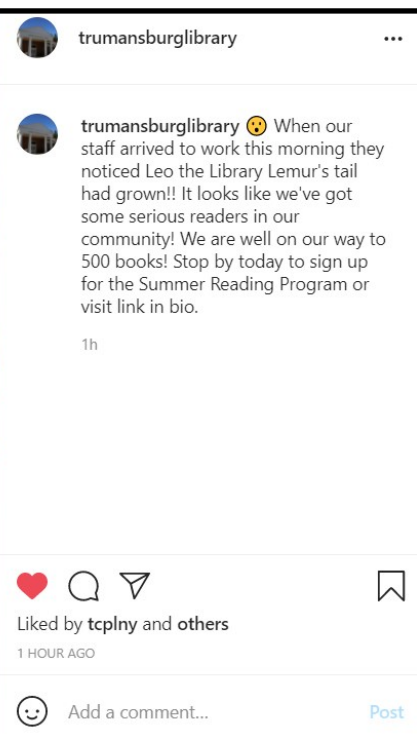 trumansburglibrary
trumansburglibrary 😮 When our
staff arrived to work this morning they
noticed Leo the Library Lemur's tail
had grown!! It looks like we've got
some serious readers in our
community! We are well on our way to
500 books! Stop by today to sign up
for the Summer Reading Program or
visit link in bio.
1h
Liked by tcplny and others
1 HOUR AGO
Add a comment...
Post